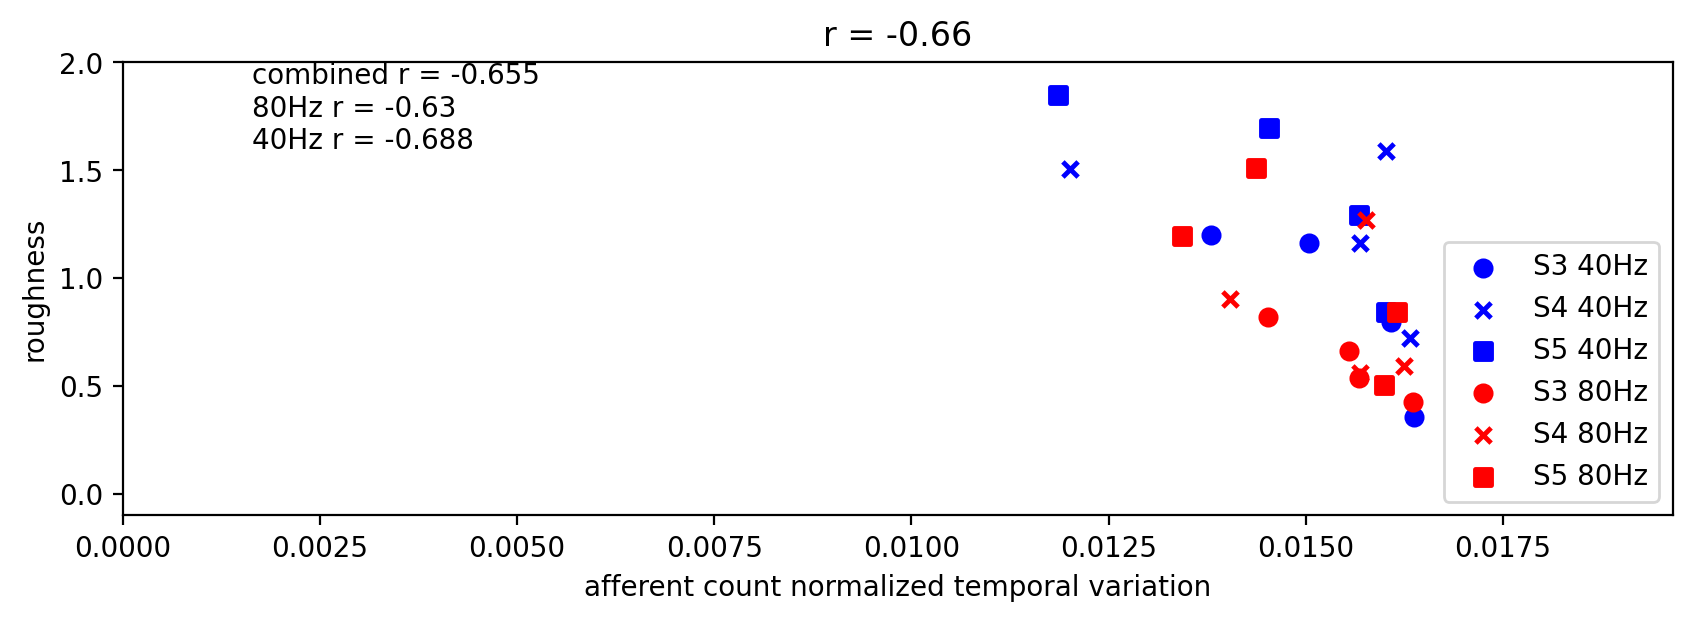 r = -0.66
combined r = -0.655
80Hz r = -0.63
40Hz r = -0.688
roughness
2.0
1.5
1.0
0.5
0.0
S3 40Hz
S4 40Hz
S5 40Hz
S3 80Hz
S4 80Hz
S5 80Hz
0.0000 0.0025 0.0050 0.0075 0.0100 0.0125 0.0150 0.0175
afferent count normalized temporal variation